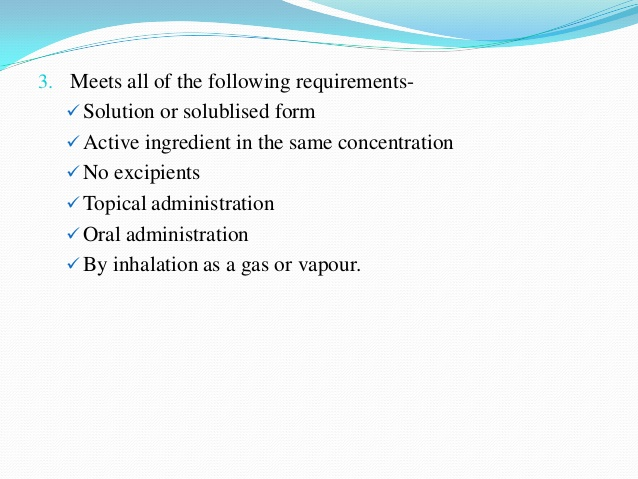 3. Meets all of the following requirements-
✓ Solution or solublised form
✓ Active ingredient in the same concentration
✓ No excipients
✓ Topical administration
✓ Oral administration
✓ By inhalation as a gas or vapour.